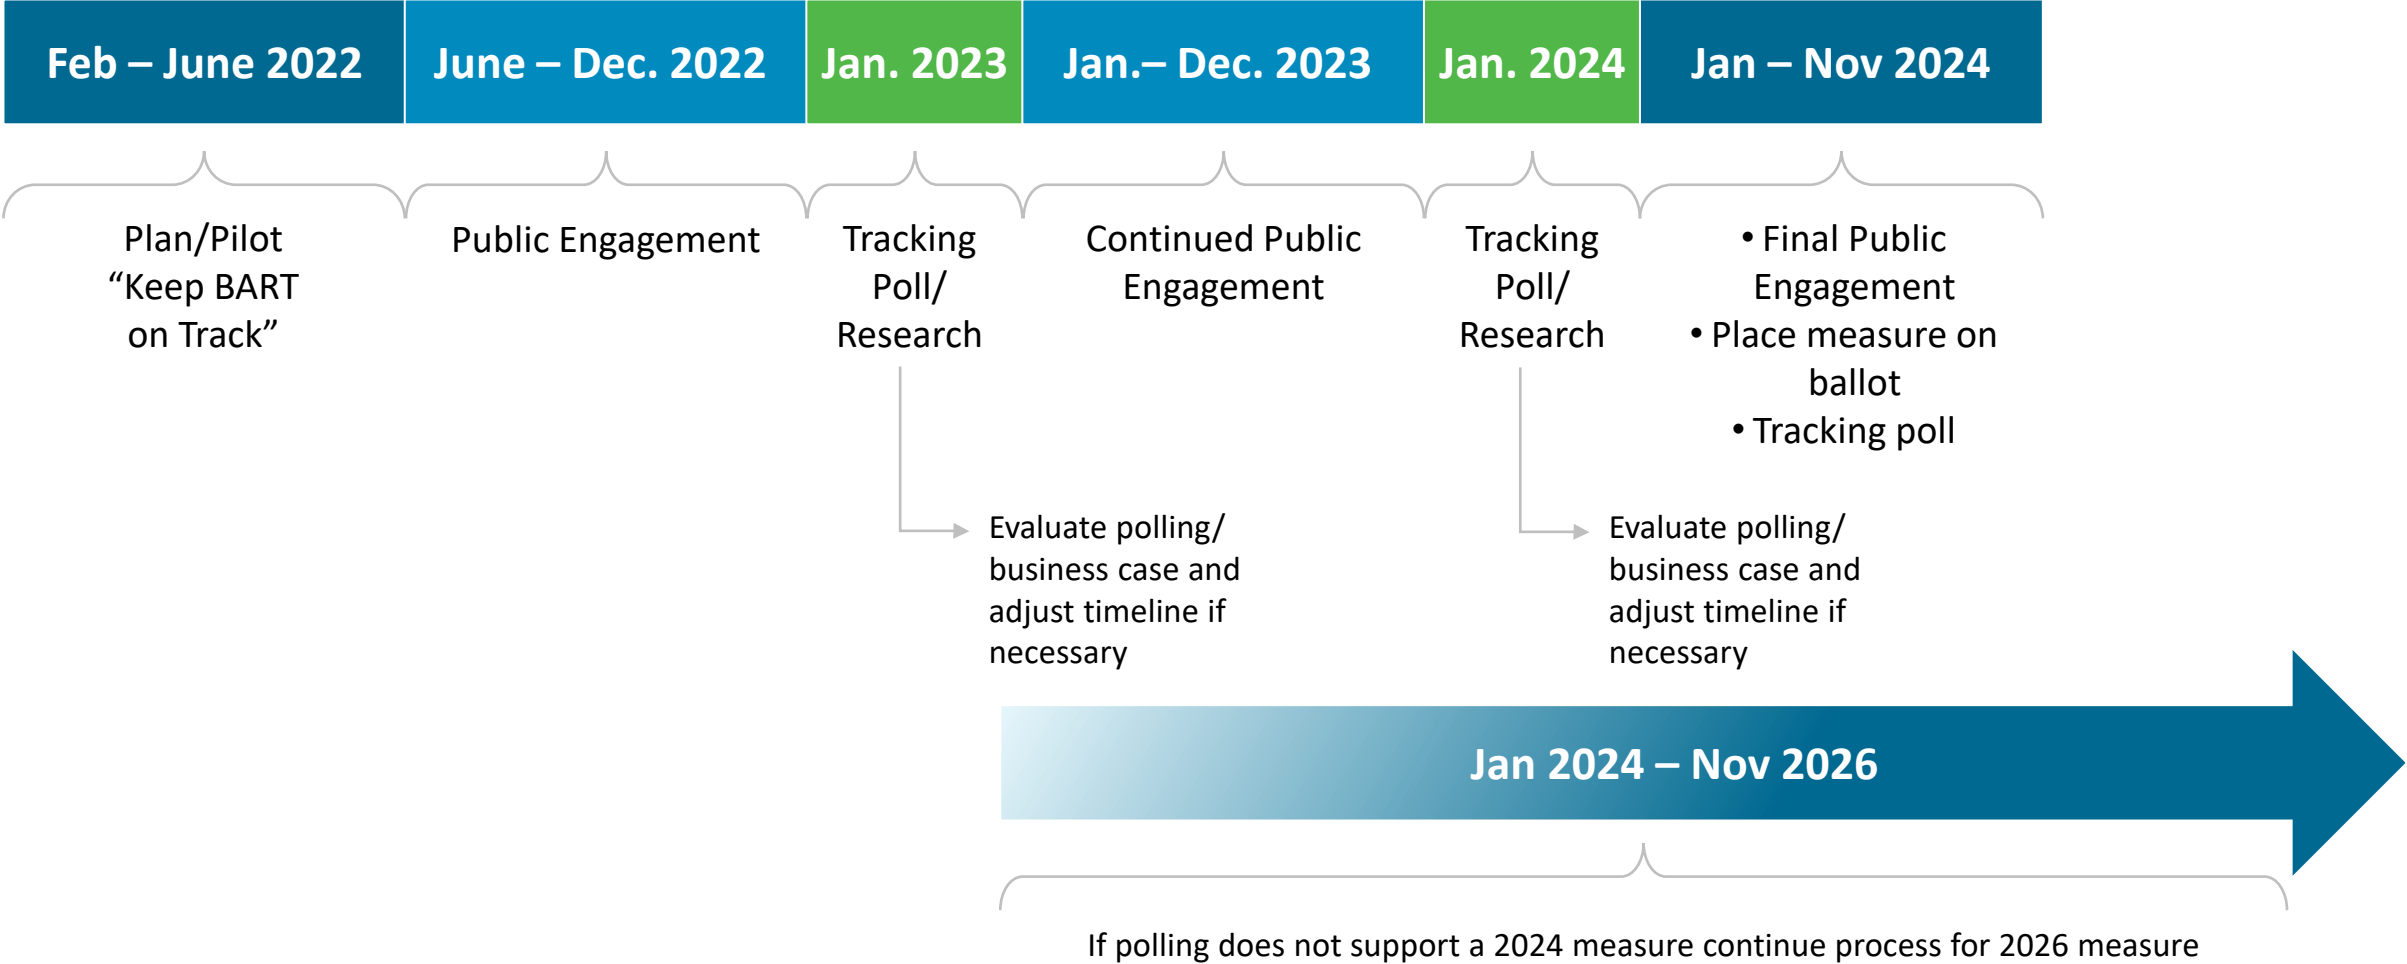 Feb – June 2022
June – Dec. 2022
Jan. 2023
Jan.– Dec. 2023
Jan. 2024
Jan – Nov 2024
Plan/Pilot
“Keep BART
on Track”
Public Engagement
Tracking
Poll/
Research
Continued Public
Engagement
Tracking
Poll/
Research
• Final Public
Engagement
• Place measure on
ballot
• Tracking poll
Evaluate polling/
business case and
adjust timeline if
necessary
Evaluate polling/
business case and
adjust timeline if
necessary
Jan 2024 – Nov 2026
If polling does not support a 2024 measure continue process for 2026 measure